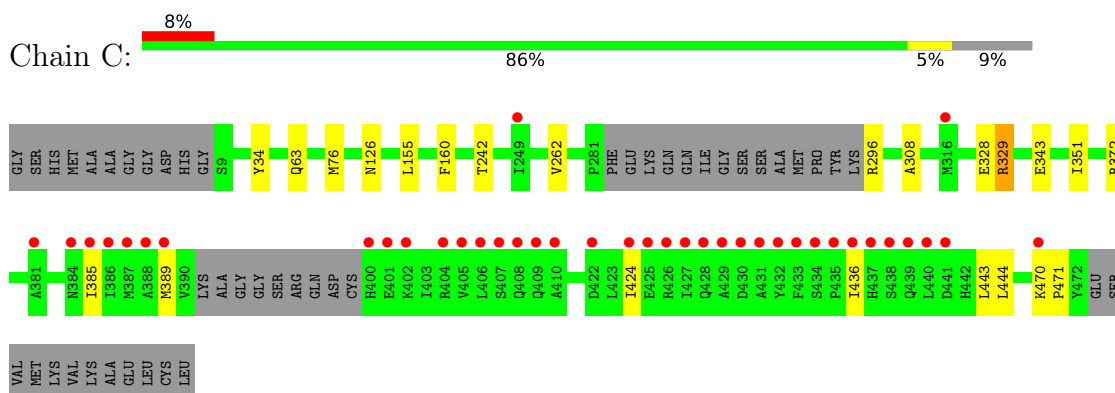 8%
Chain C:
86% 5% 9%
GLY SER HIS MET ALA ALA GLY GLY ASP HIS GLY S9 Y34 Q63 M76 N126 L155 F160 T242 I249 V262 P281 PHE GLU LYS GLN GLN ILE GLY SER SER ALA MET PRO TYR LYS R296 A308 M316 E328 R329 E343 I351
A381 N384 I385 I386 M387 A388 M389 V390 LYS ALA GLY GLY SER ARG GLN ASP CYS H400 E401 K402 I403 R404 V405 L406 S407 Q408 Q409 A410 D422 L423 I424 E425 R426 I427 Q428 A429 D430 A431 Y432 F433 S434 P435 I436 H437 S438 Q439 L440 D441 H442 L443 L444 K470 P471 Y472 GLU SER
VAL MET LYS VAL LYS ALA GLU LEU CYS LEU